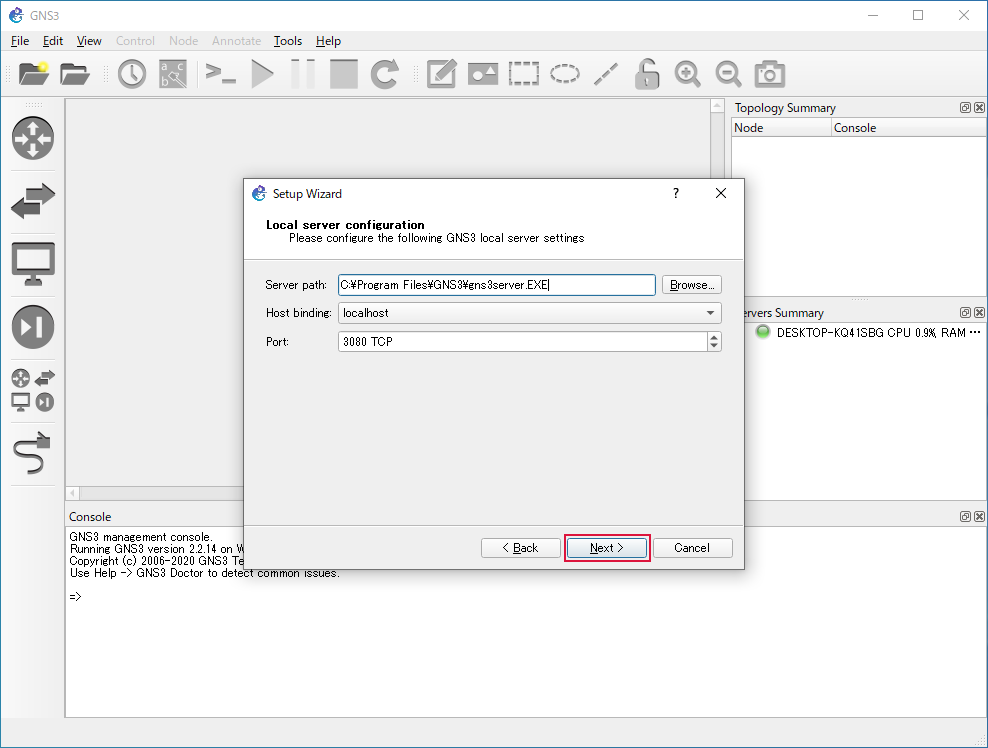 GNS3
File Edit View Control Node Annotate Tools Help
a c
b
Topology Summary
Node Console
Setup Wizard
?
Local server configuration
Please configure the following GNS3 local server settings
Server path: C:¥Program Files¥GNS3¥gns3server.EXE Browse...
Host binding: localhost
Port: 3080 TCP
ervers Summary
DESKTOP-KQ41SBG CPU 0.9%, RAM ...
< Back Next > Cancel
Console
GNS3 management console.
Running GNS3 version 2.2.14 on W
Copyright (c) 2006-2020 GNS3 Te
Use Help -> GNS3 Doctor to detect common issues.
=>